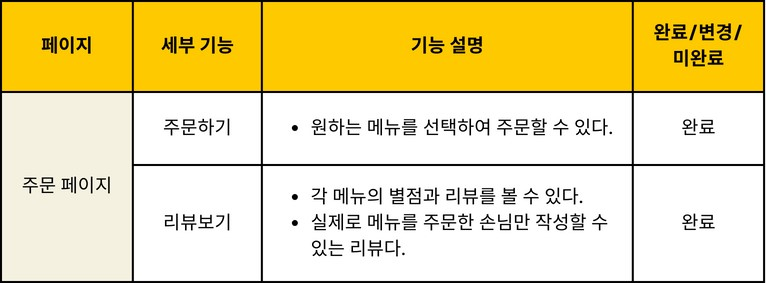 페이지
세부 기능
기능 설명
완료/변경/
미완료
주문 페이지
주문하기
• 원하는 메뉴를 선택하여 주문할 수 있다.
완료
리뷰보기
• 각 메뉴의 별점과 리뷰를 볼 수 있다.
• 실제로 메뉴를 주문한 손님만 작성할 수
있는 리뷰다.
완료